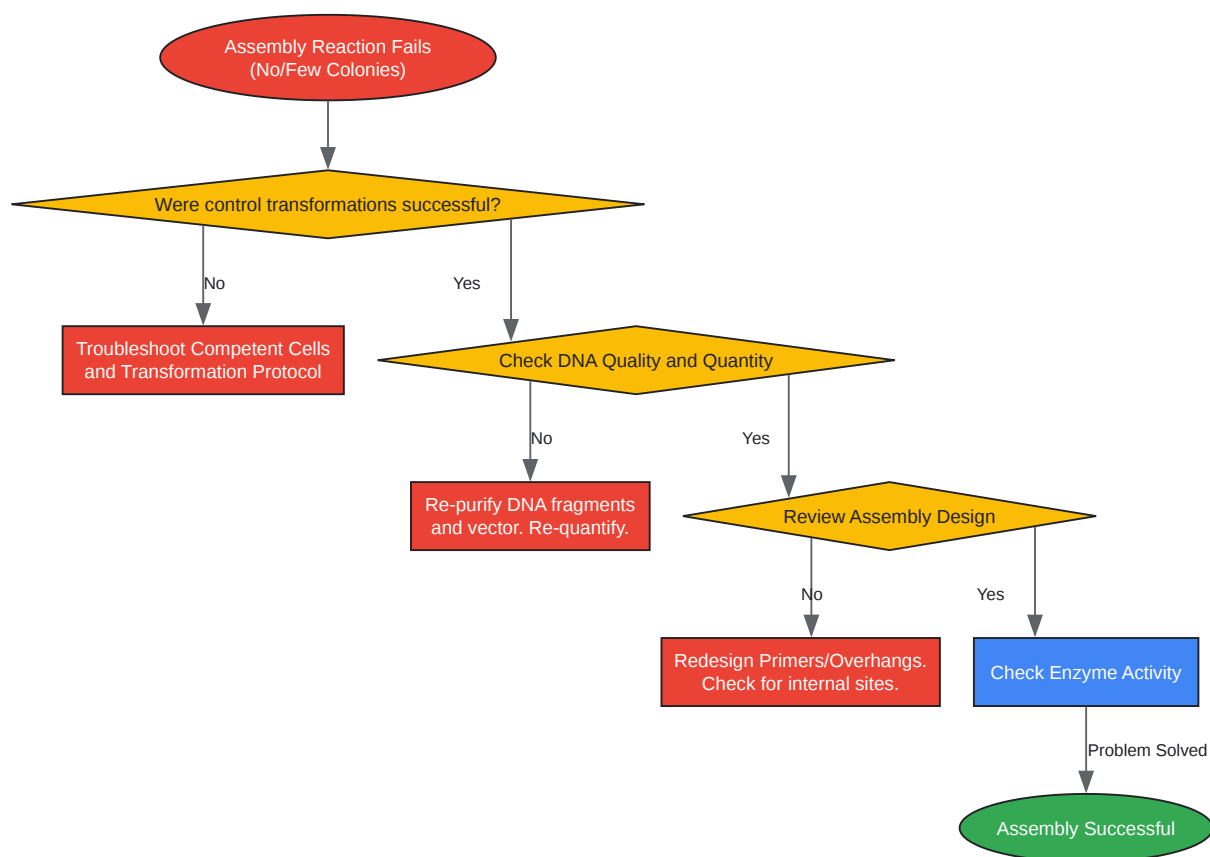 Assembly Reaction Fails
(No/Few Colonies)
Were control transformations successful?
No
Yes
Troubleshoot Competent Cells
and Transformation Protocol
Check DNA Quality and Quantity
No
Yes
Re-purify DNA fragments
and vector. Re-quantify.
Review Assembly Design
No
Yes
Redesign Primers/Overhangs.
Check for internal sites.
Check Enzyme Activity
Problem Solved
Assembly Successful